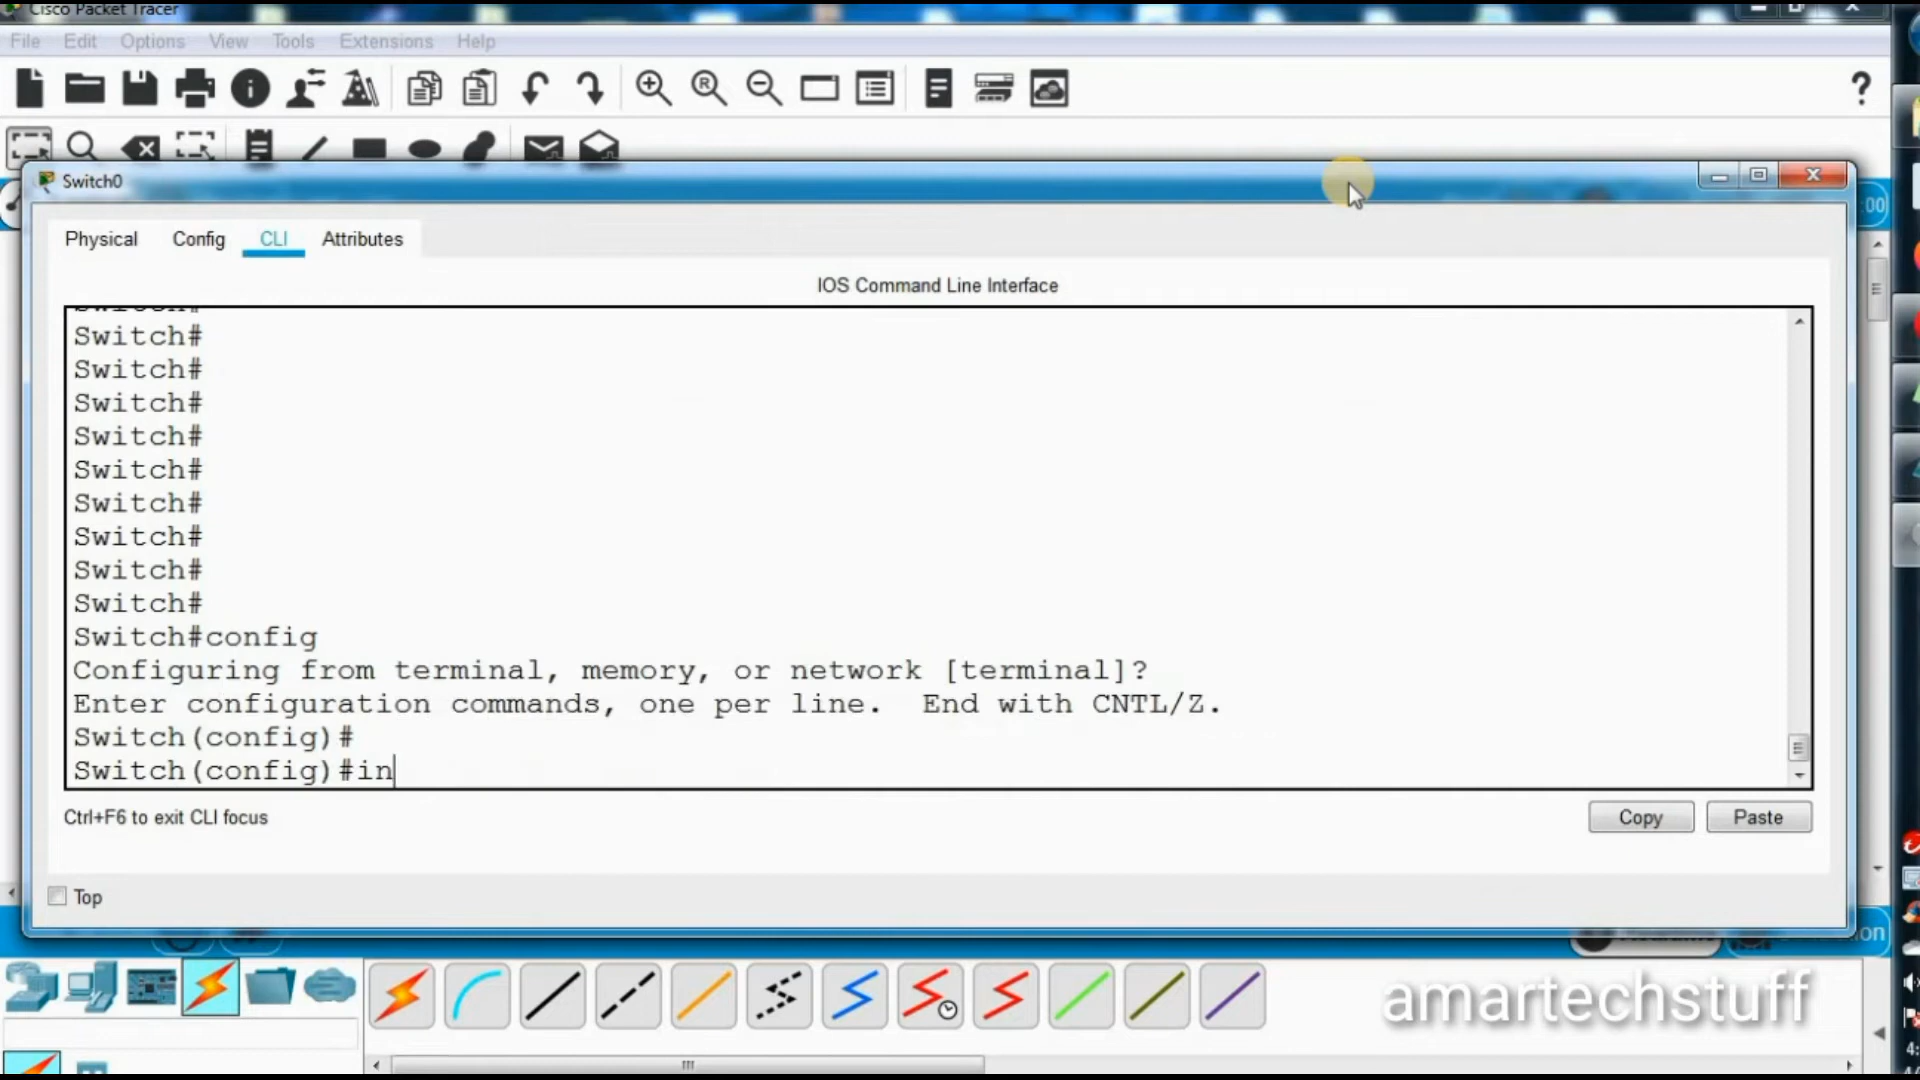 Cisco Packet Tracer
File Edit Options View Tools Extensions Help
Switch0
Physical Config CLI Attributes
IOS Command Line Interface
Switch#
Switch#
Switch#
Switch#
Switch#
Switch#
Switch#
Switch#
Switch#
Switch#
Switch#config
Configuring from terminal, memory, or network [terminal]?
Enter configuration commands, one per line.  End with CNTL/Z.
Switch(config)#
Switch(config)#in
Ctrl+F6 to exit CLI focus
Copy Paste
Top
amartechstuff